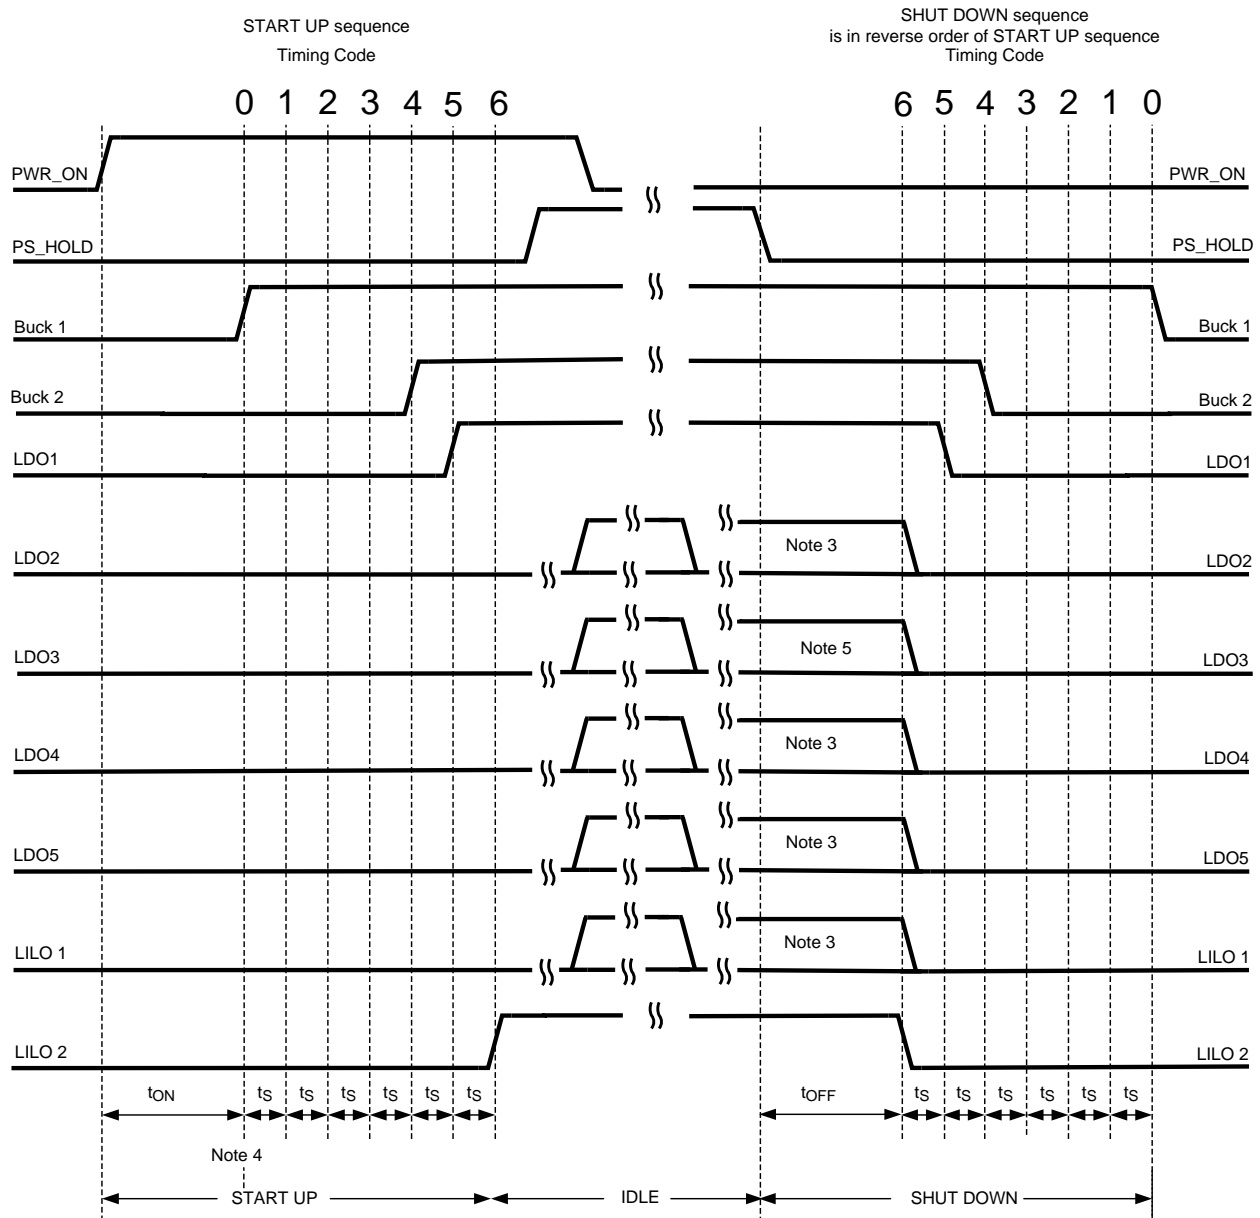 START UP sequence
Timing Code
SHUT DOWN sequence
is in reverse order of START UP sequence
Timing Code
0 1 2 3 4 5 6
6 5 4 3 2 1 0
PWR_ON PWR_ON
PS_HOLD PS_HOLD
Buck 1 Buck 1
Buck 2 Buck 2
LDO1 LDO1
LDO2 Note 3 LDO2
LDO3 Note 5 LDO3
LDO4 Note 3 LDO4
LDO5 Note 3 LDO5
LILO 1 Note 3 LILO 1
LILO 2 LILO 2
tON tS tS tS tS tS tS tOFF tS tS tS tS tS tS
Note 4
START UP IDLE SHUT DOWN